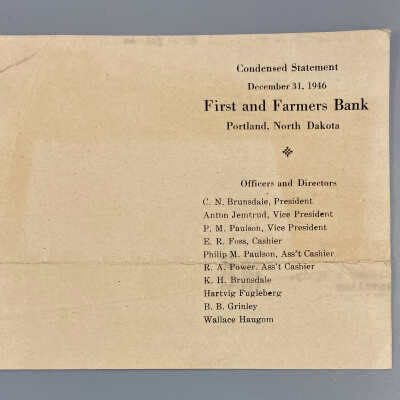 Condensed Statement
December 31, 1946
First and Farmers Bank
Portland, North Dakota
Officers and Directors
C. N. Brunsdale, President
Anton Jemtrud, Vice President
P. M. Paulson, Vice President
E. R. Foss, Cashier
Philip M. Paulson, Ass't Cashier
R. A. Power, Ass't Cashier
K. H. Brunsdale
Hartvig Fugleberg
B. B. Grinley
Wallace Haugom